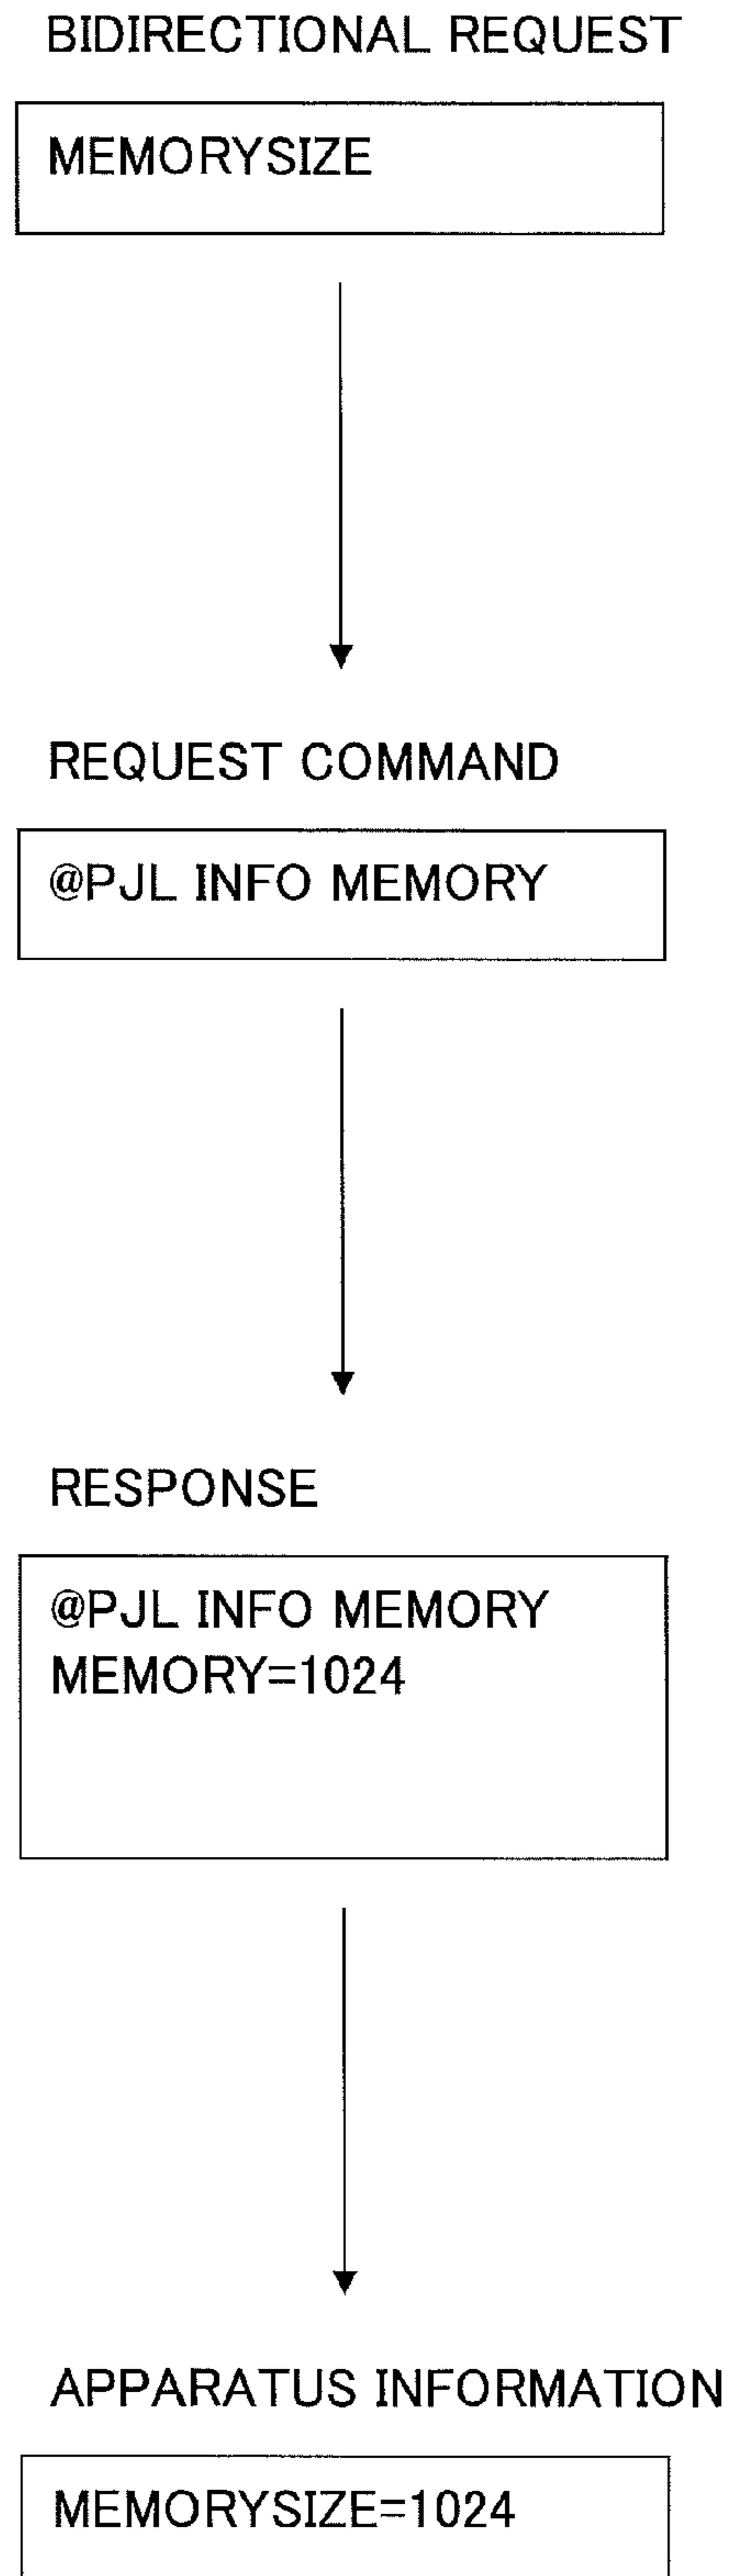 BIDIRECTIONAL REQUEST
MEMORYSIZE
REQUEST COMMAND
@PJL INFO MEMORY
RESPONSE
@PJL INFO MEMORY
MEMORY=1024
APPARATUS INFORMATION
MEMORYSIZE=1024